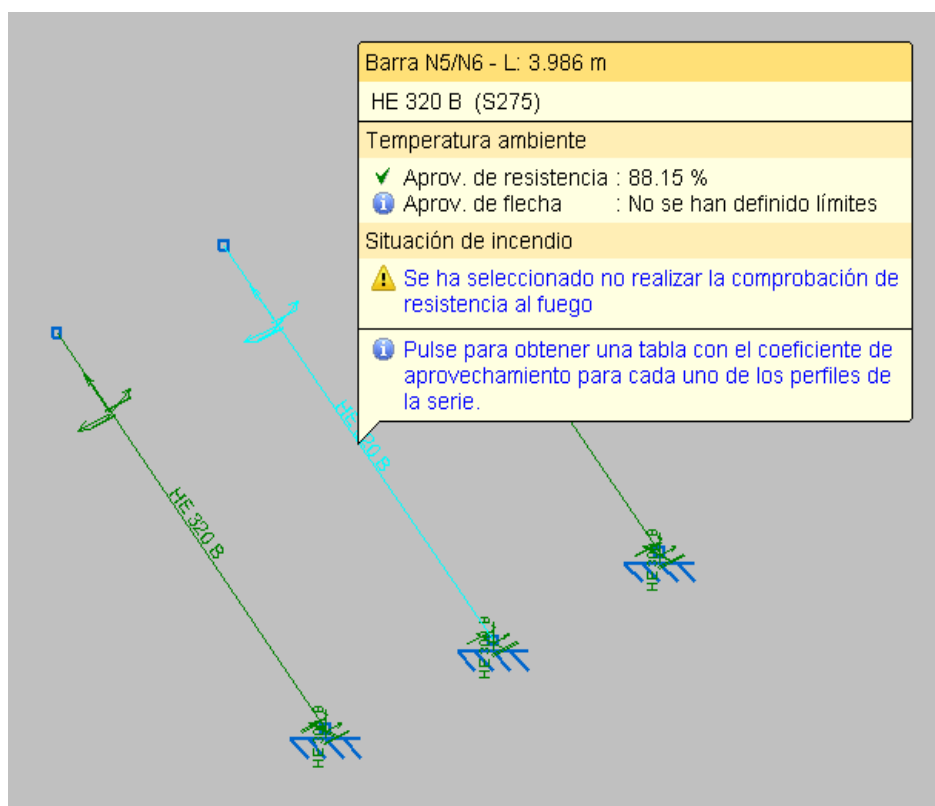 Barra N5/N6 - L: 3.986 m
HE 320 B (S275)
Temperatura ambiente
Aprov. de resistencia : 88.15 %
Aprov. de flecha : No se han definido límites
Situación de incendio
Se ha seleccionado no realizar la comprobación de
resistencia al fuego
Pulse para obtener una tabla con el coeficiente de
aprovechamiento para cada uno de los perfiles de
la serie.
HE 320 B
HE 320 B